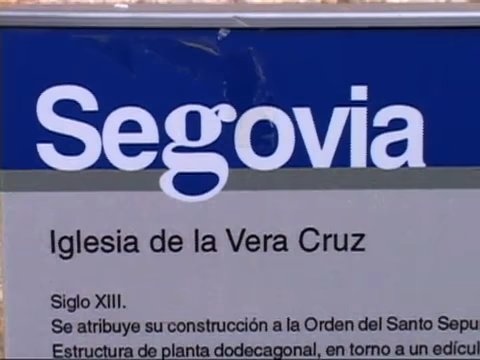 Segovia
Iglesia de la Vera Cruz
Siglo XIII.
Se atribuye su construcción a la Orden del Santo Sepu
Estructura de planta dodecagonal, en torno a un edícul